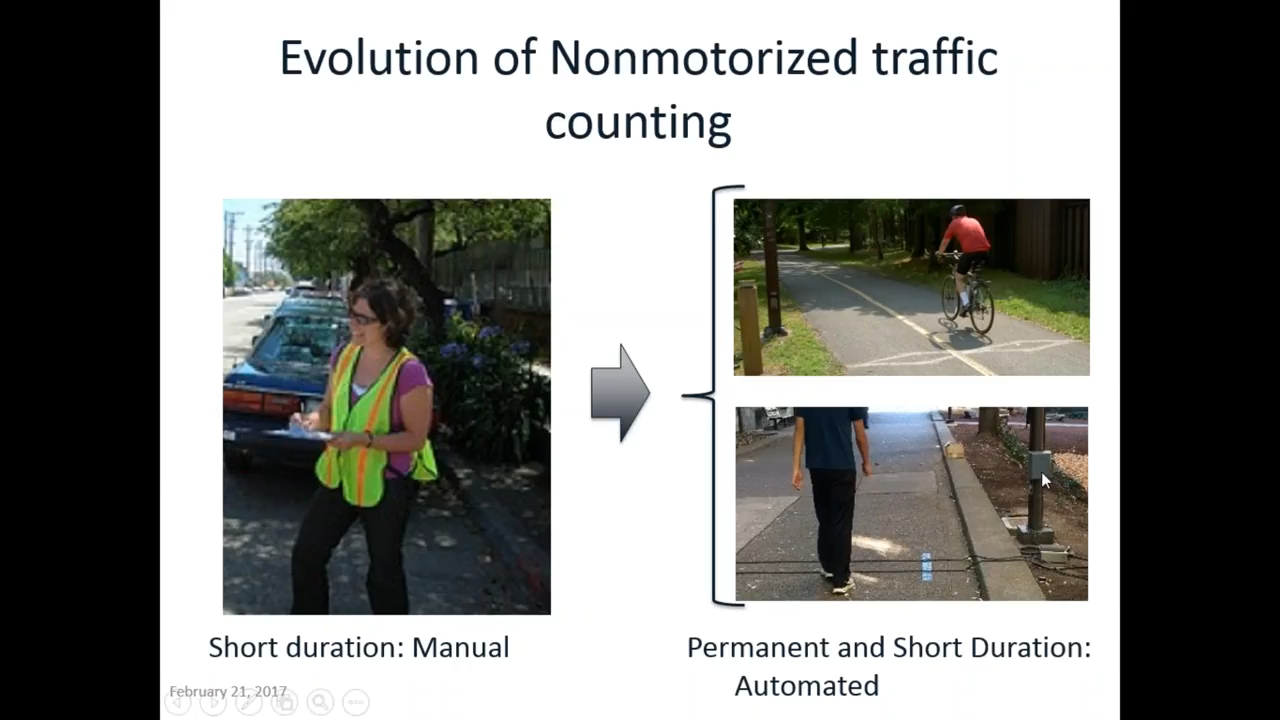 Evolution of Nonmotorized traffic
counting
Short duration: Manual
Permanent and Short Duration:
Automated
February 21, 2017